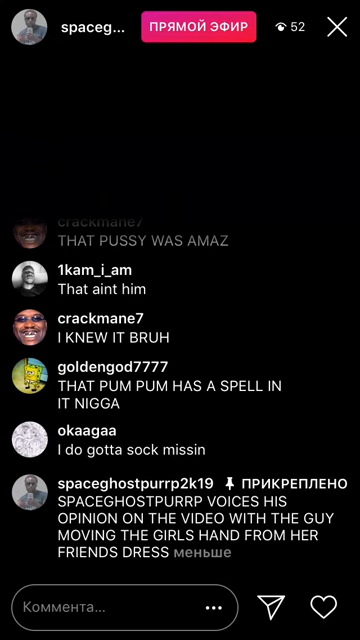 spaceg...
ПРЯМОЙ ЭФИР
52
crackmane7
THAT PUSSY WAS AMAZ
1kam_i_am
That aint him
crackmane7
I KNEW IT BRUH
goldengod7777
THAT PUM PUM HAS A SPELL IN
IT NIGGA
okaagaa
I do gotta sock missin
spaceghostpurrp2k19 ПРИКРЕПЛЕНО
SPACEGHOSTPURRP VOICES HIS
OPINION ON THE VIDEO WITH THE GUY
MOVING THE GIRLS HAND FROM HER
FRIENDS DRESS меньше
Коммента...